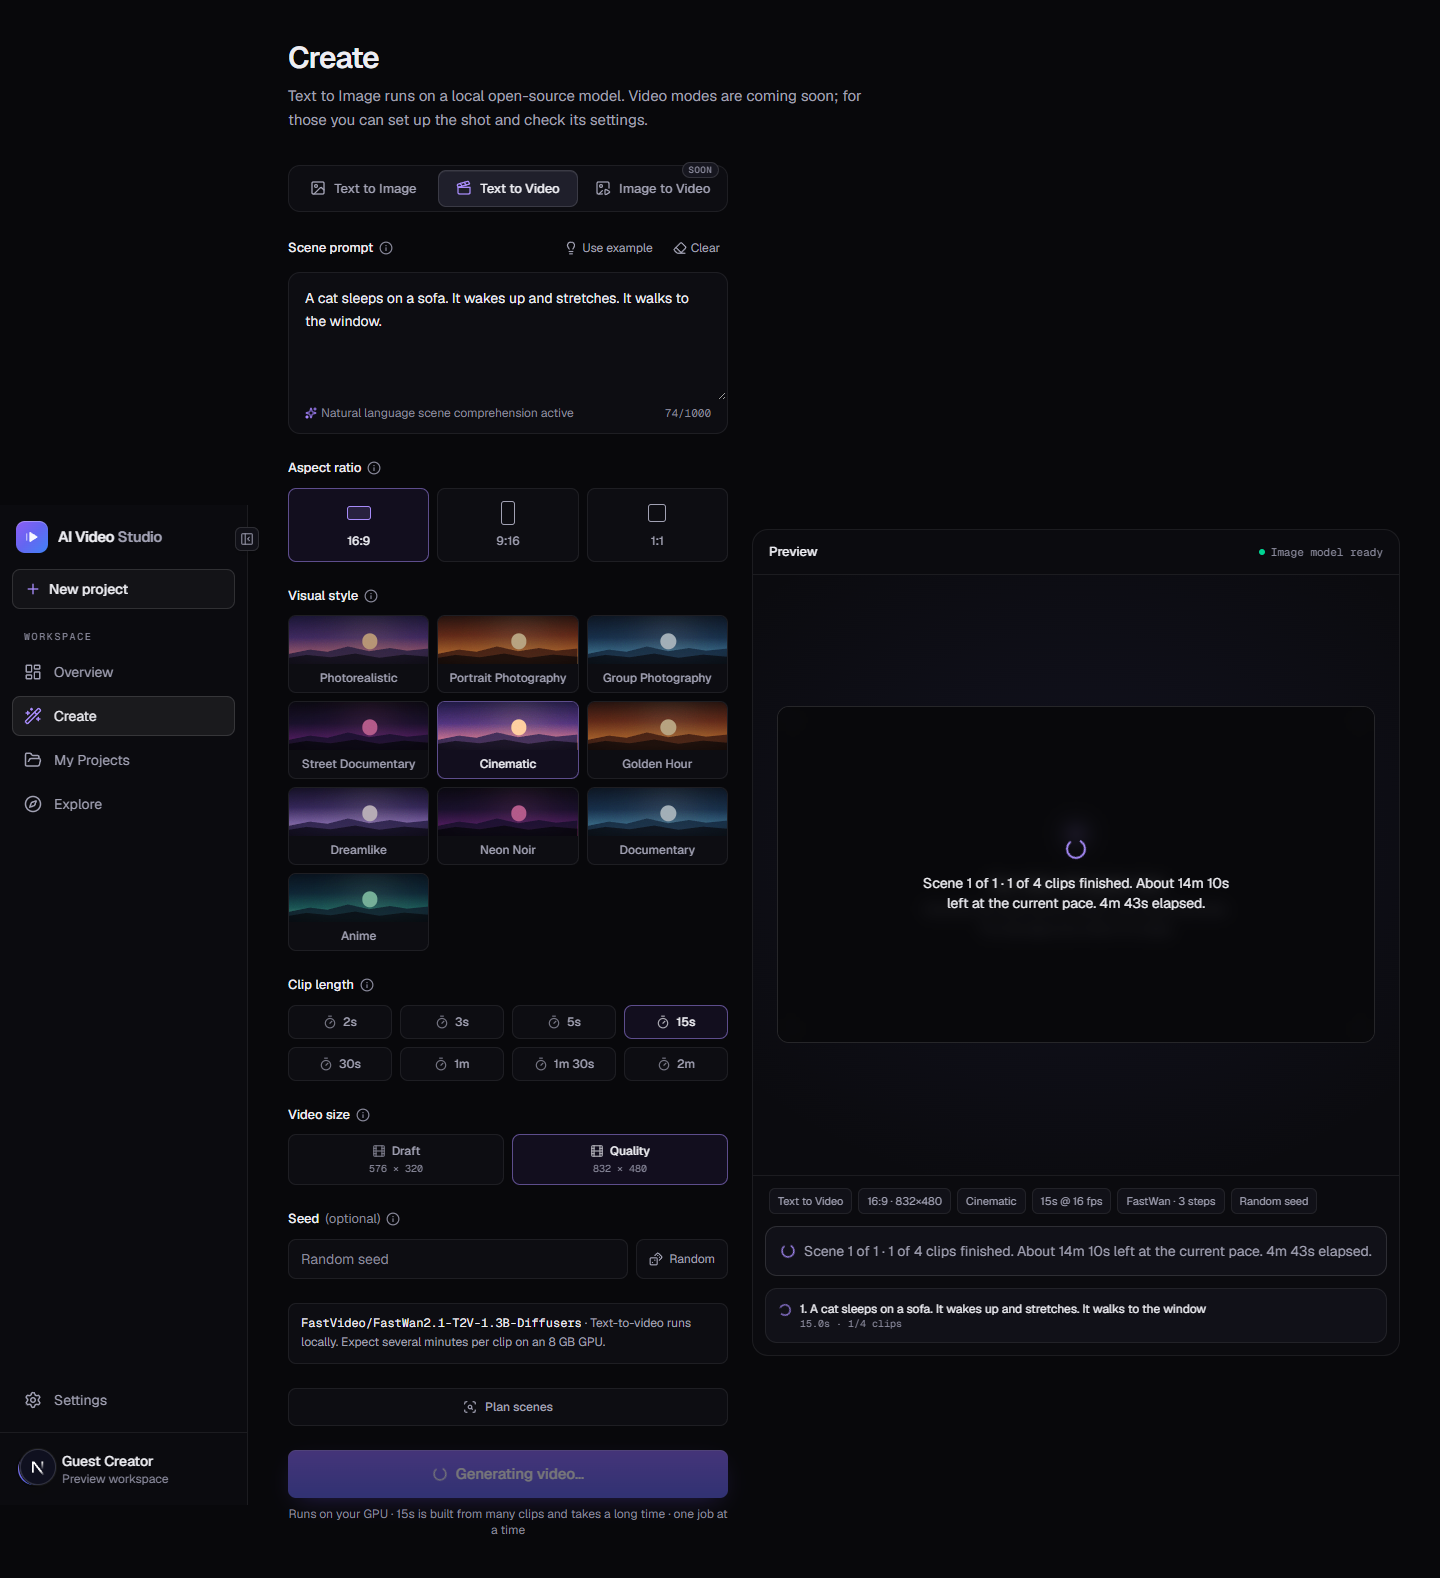 Create
Text to Image runs on a local open-source model. Video modes are coming soon; for
those you can set up the shot and check its settings.
Text to Image
Text to Video
Image to Video
SOON
Scene prompt
Use example
Clear
A cat sleeps on a sofa. It wakes up and stretches. It walks to
the window.
Natural language scene comprehension active
74/1000
Aspect ratio
16:9
9:16
1:1
Visual style
Photorealistic
Portrait Photography
Group Photography
Street Documentary
Cinematic
Golden Hour
Dreamlike
Neon Noir
Documentary
Anime
Clip length
2s
3s
5s
15s
30s
1m
1m 30s
2m
Video size
Draft
576 × 320
Quality
832 × 480
Seed (optional)
Random seed
Random
FastVideo/FastWan2.1-T2V-1.3B-Diffusers · Text-to-video runs
locally. Expect several minutes per clip on an 8 GB GPU.
Plan scenes
Generating video...
Runs on your GPU · 15s is built from many clips and takes a long time · one job at
a time
AI Video Studio
New project
WORKSPACE
Overview
Create
My Projects
Explore
Settings
N
Guest Creator
Preview workspace
Preview
Image model ready
Scene 1 of 1 · 1 of 4 clips finished. About 14m 10s
left at the current pace. 4m 43s elapsed.
Text to Video
16:9 · 832×480
Cinematic
15s @ 16 fps
FastWan · 3 steps
Random seed
Scene 1 of 1 · 1 of 4 clips finished. About 14m 10s left at the current pace. 4m 43s elapsed.
1. A cat sleeps on a sofa. It wakes up and stretches. It walks to the window
15.0s · 1/4 clips